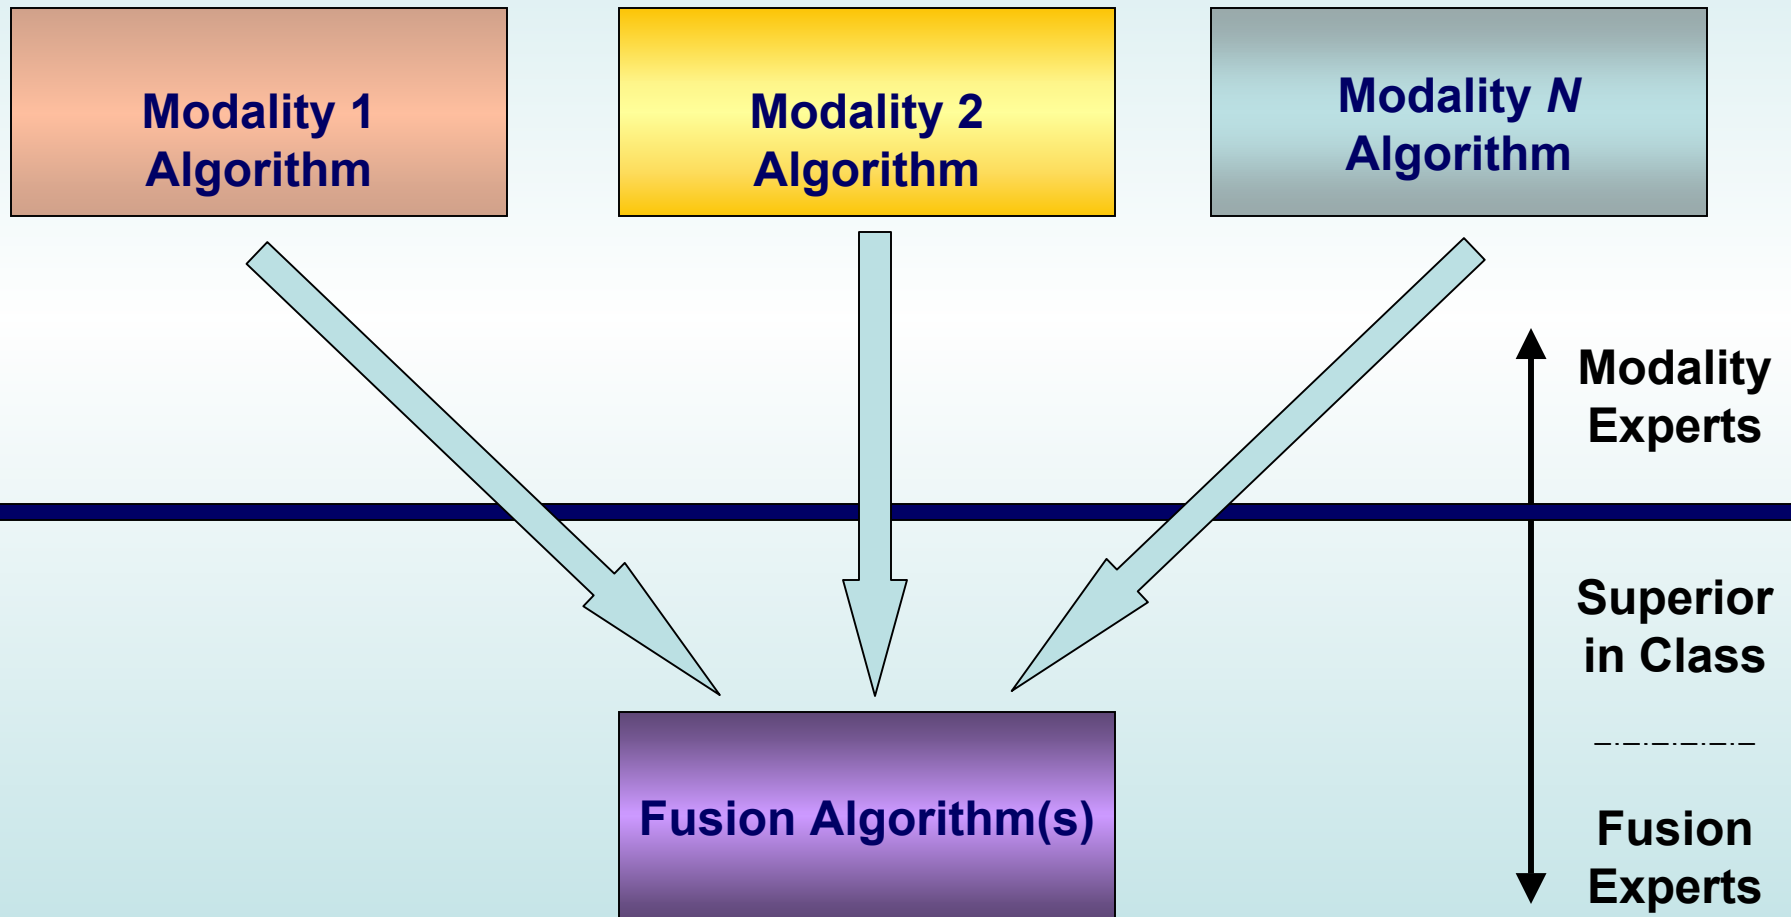 Modality 1
Algorithm
Modality 2
Algorithm
Modality N
Algorithm
Modality
Experts
Superior
in Class
Fusion Algorithm(s)
Fusion
Experts